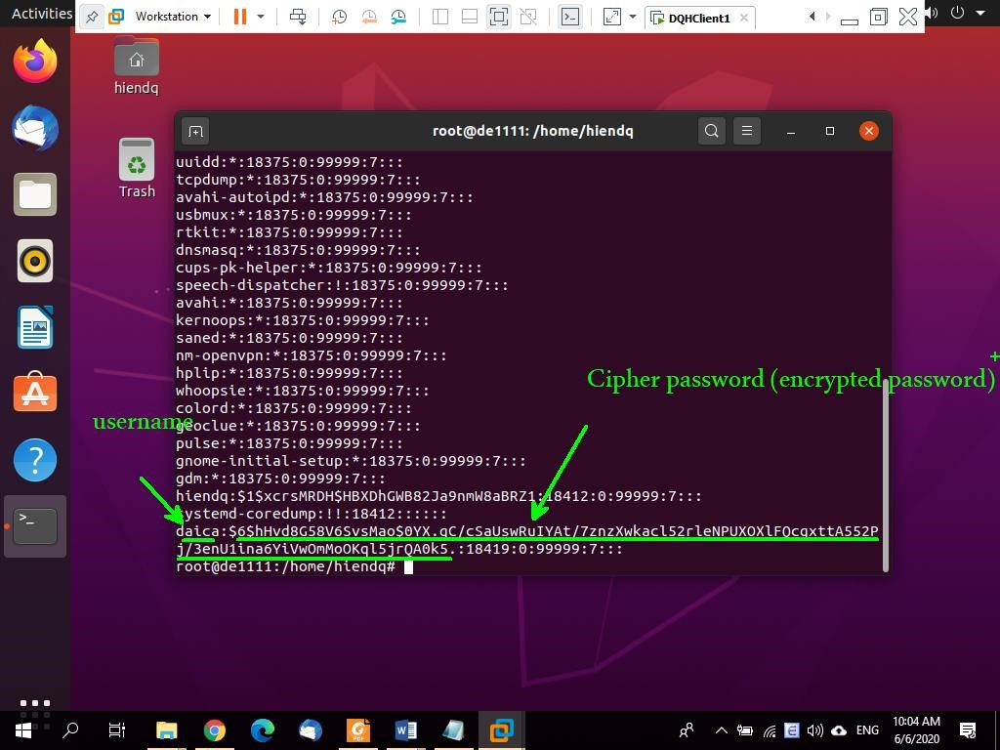 Activities
Workstation
DQHClient1
hiendq
Trash
root@de1111: /home/hiendq
uuidd:*:18375:0:99999:7:::
tcpdump:*:18375:0:99999:7:::
avahi-autoipd:*:18375:0:99999:7:::
usbmux:*:18375:0:99999:7:::
rtkit:*:18375:0:99999:7:::
dnsmasq:*:18375:0:99999:7:::
cups-pk-helper:*:18375:0:99999:7:::
speech-dispatcher:!:18375:0:99999:7:::
avahi:*:18375:0:99999:7:::
kernoops:*:18375:0:99999:7:::
saned:*:18375:0:99999:7:::
nm-openvpn:*:18375:0:99999:7:::
hplip:*:18375:0:99999:7:::
whoopsie:*:18375:0:99999:7:::
colord:*:18375:0:99999:7:::
geoclue:*:18375:0:99999:7:::
pulse:*:18375:0:99999:7:::
gnome-initial-setup:*:18375:0:99999:7:::
gdm:*:18375:0:99999:7:::
hiendq:$1$xcrsMRDH$HBXDhGWB82Ja9nmW8aBRZ1:18412:0:99999:7:::
systemd-coredump:!!:18412::::::
daica:$6$hHvd8G58V6SvsMao$0YX.qC/cSaUswRuIYAt/7znzXwkacl52rleNPUXOXlFQcqxttA552P
j/3enU1ina6YiVwOmMoOKql5jrQA0k5.:18419:0:99999:7:::
root@de1111:/home/hiendq#
username
Cipher password (encrypted password)
ENG
10:04 AM
6/6/2020